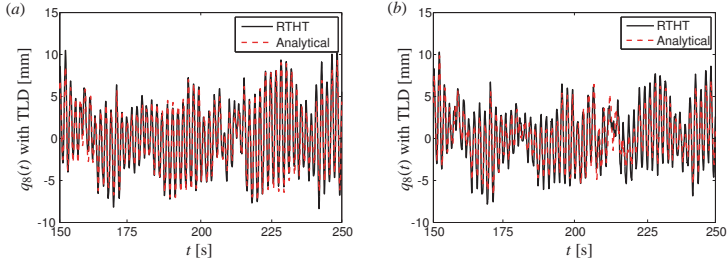 (a)
q8(t) with TLD [mm]
15
10
5
0
-5
-10
RTHT
Analytical
150
175
200
225
250
t [s]
(b)
q8(t) with TLD [mm]
15
10
5
0
-5
-10
RTHT
Analytical
150
175
200
225
250
t [s]